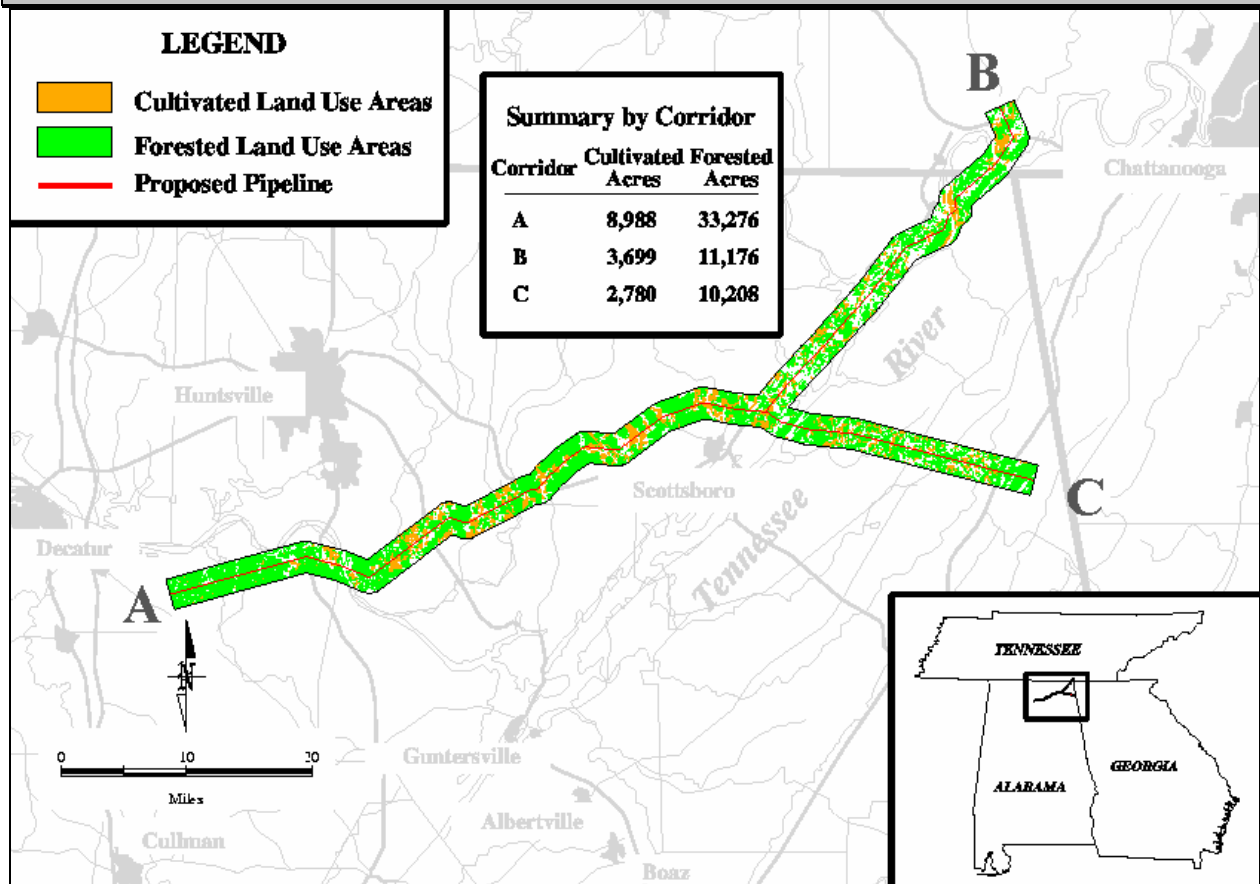 LEGEND
Cultivated Land Use Areas
Forested Land Use Areas
Proposed Pipeline
Summary by Corridor
Corridor Cultivated Acres Forested Acres
A 8,988 33,276
B 3,699 11,176
C 2,780 10,208
B
Chattanooga
River
Huntsville
Scottsboro
C
Tennessee
Decatur
A
N
0 10 20
Miles
Guntersville
Albertville
Cullman
Boaz
TENNESSEE
ALABAMA
GEORGIA